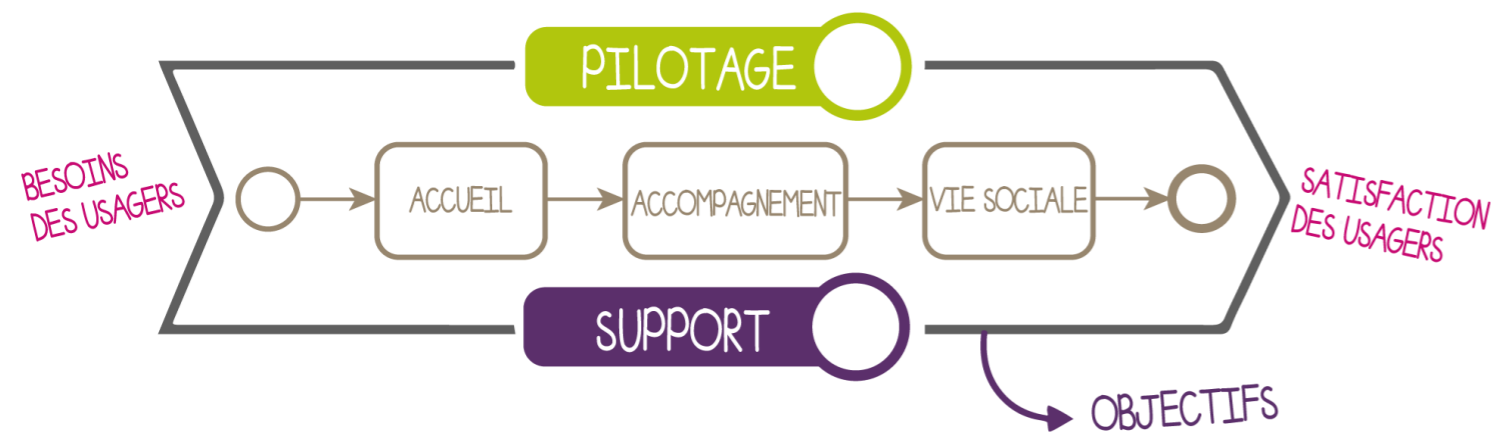 PILOTAGE
BESOINS
DES USAGERS
ACCUEIL
ACCOMPAGNEMENT
VIE SOCIALE
SATISFACTION
DES USAGERS
SUPPORT
OBJECTIFS